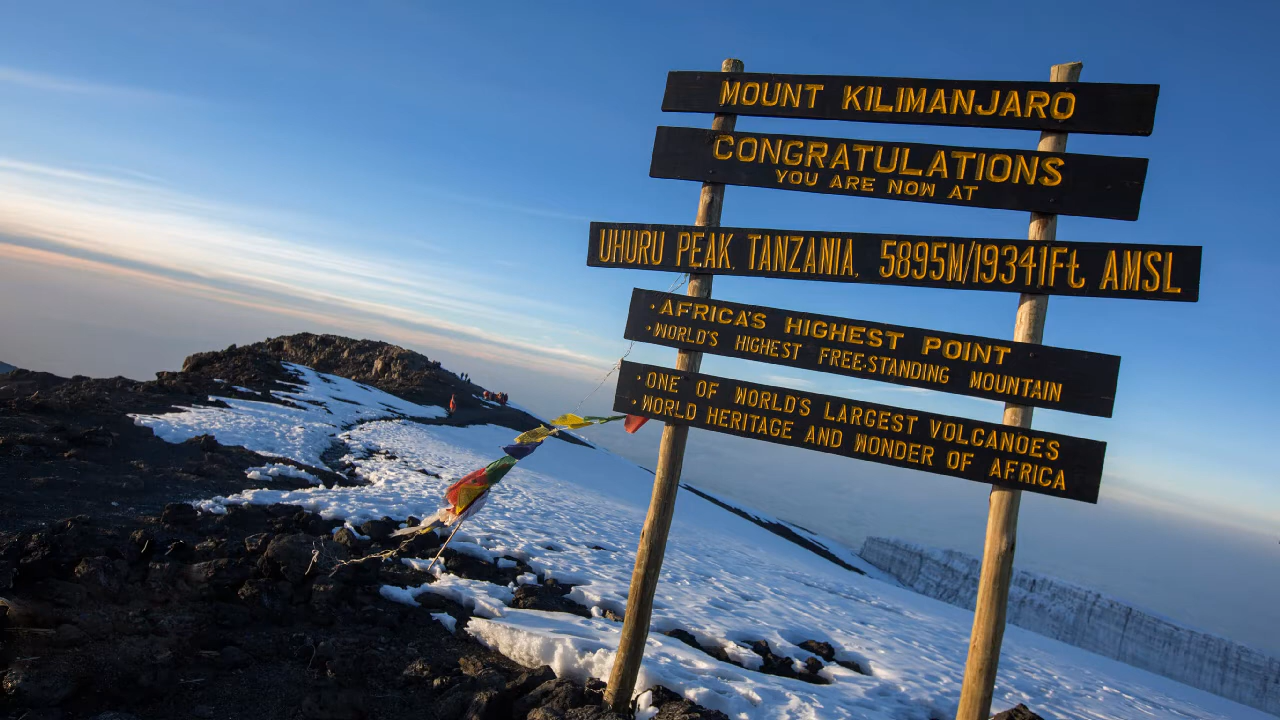 MOUNT KILIMANJARO
CONGRATULATIONS
YOU ARE NOW AT
UHURU PEAK, TANZANIA, 5895M/19341Ft AMSL
• AFRICA'S HIGHEST POINT
• WORLD'S HIGHEST FREE-STANDING MOUNTAIN
• ONE OF WORLD'S LARGEST VOLCANOES
• WORLD HERITAGE AND WONDER OF AFRICA